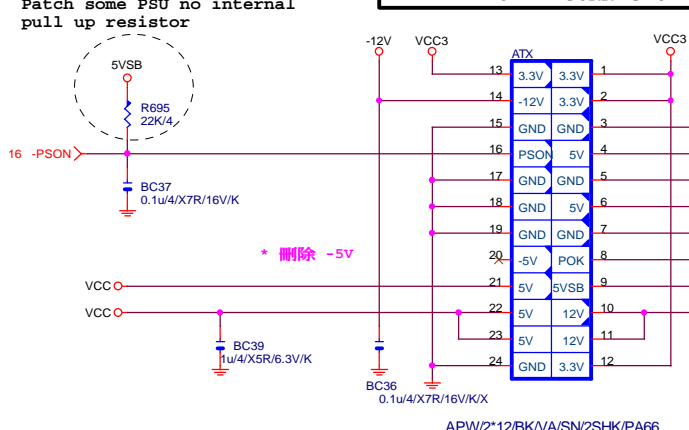 Patch some PSU no internal
pull up resistor
5VSB
R695
22K/4
16 -PSON
BC37
0.1u/4/X7R/16V/K
* 刪除 -5V
VCC
VCC
BC39
1u/4/X5R/6.3V/K
-12V
VCC3
VCC3
ATX
13 3.3V 3.3V 1
14 -12V 3.3V 2
15 GND GND 3
16 PSON 5V 4
17 GND GND 5
18 GND 5V 6
19 GND GND 7
20 -5V POK 8
21 5V 5VSB 9
22 5V 12V 10
23 5V 12V 11
24 GND 3.3V 12
BC36
0.1u/4/X7R/16V/K/X
APW/2*12/BK/VA/SN/2SHK/PA66